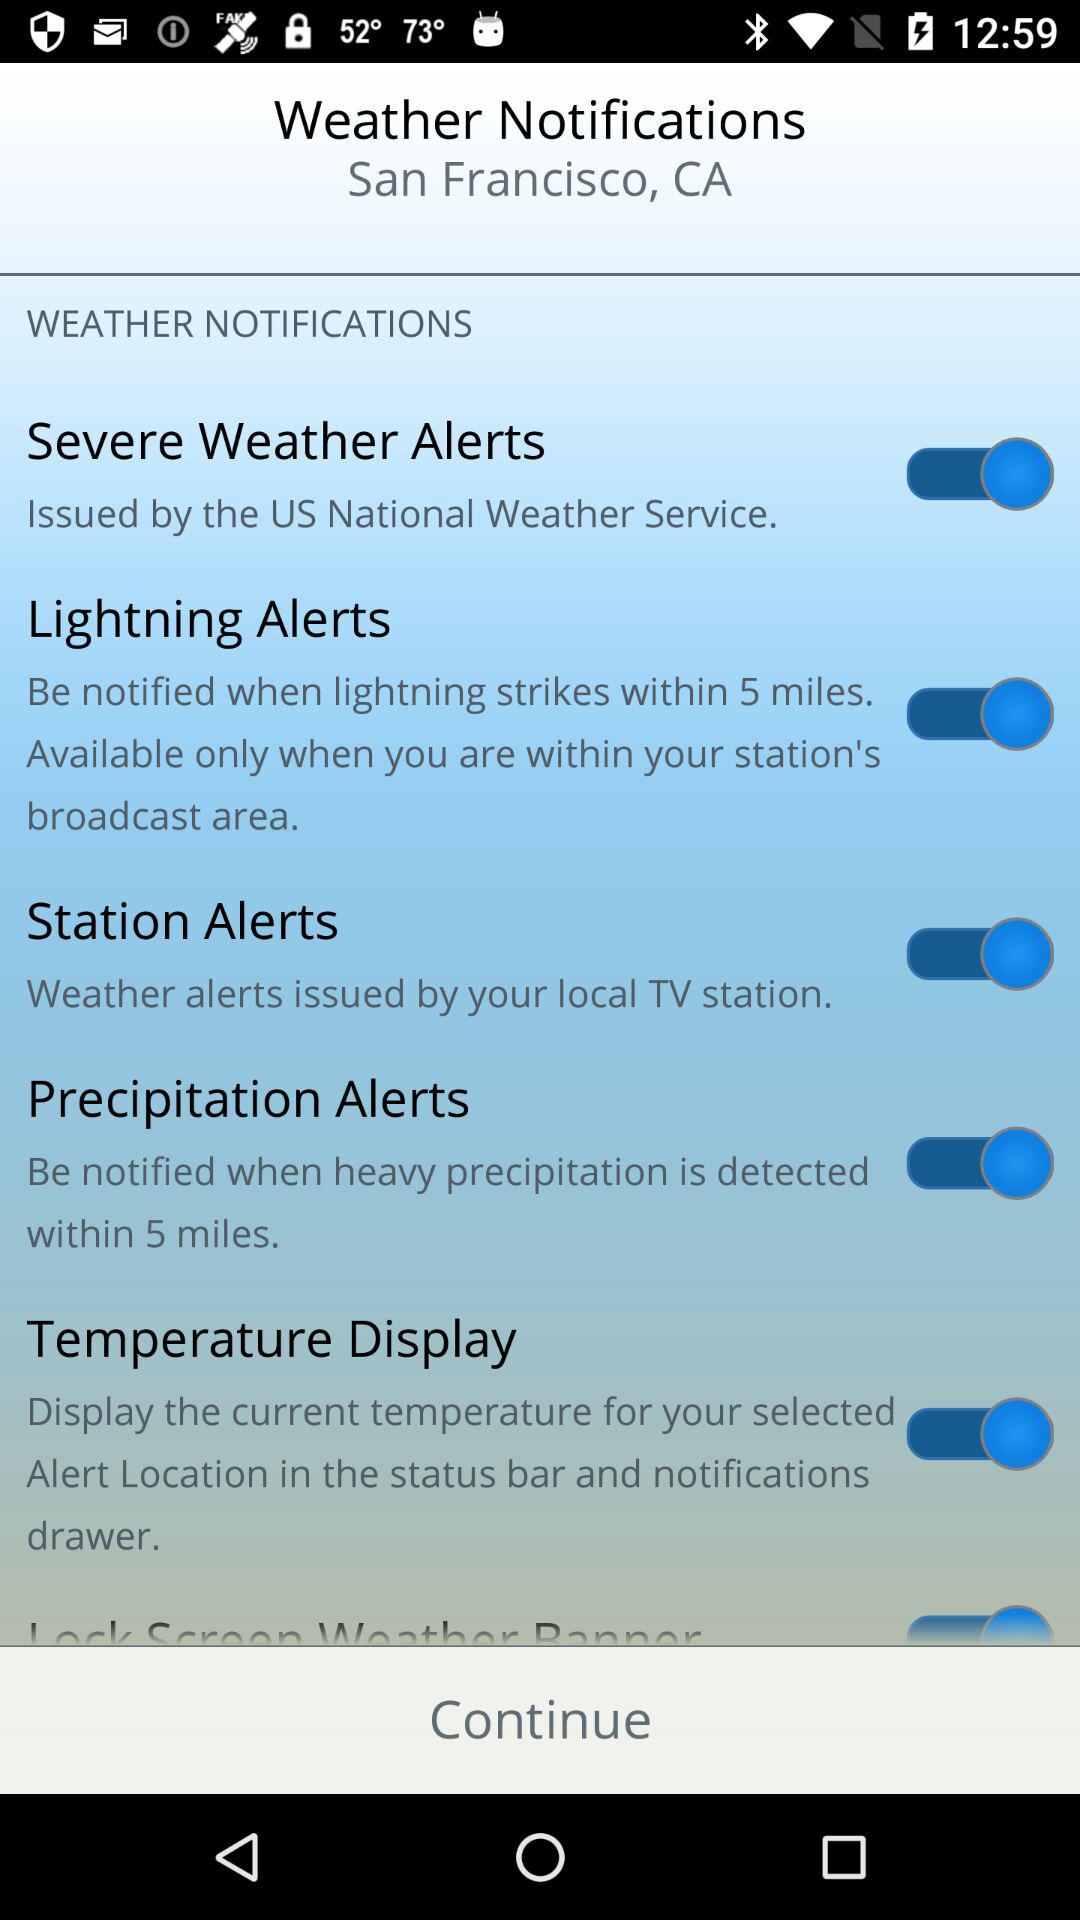 FAKE
52° 73° 12:59
Weather Notifications
San Francisco, CA
WEATHER NOTIFICATIONS
Severe Weather Alerts
Issued by the US National Weather Service.
Lightning Alerts
Be notified when lightning strikes within 5 miles.
Available only when you are within your station's
broadcast area.
Station Alerts
Weather alerts issued by your local TV station.
Precipitation Alerts
Be notified when heavy precipitation is detected
within 5 miles.
Temperature Display
Display the current temperature for your selected
Alert Location in the status bar and notifications
drawer.
Lock Screen Weather Banner
Continue